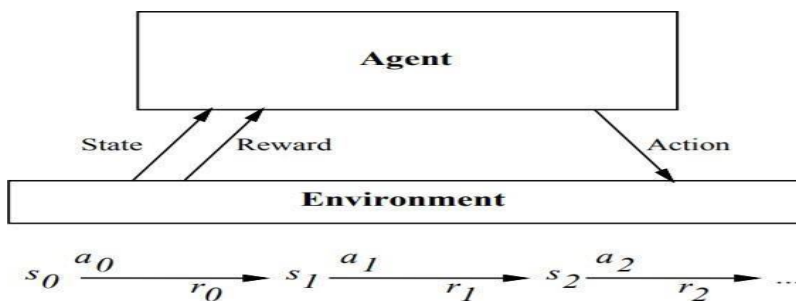 Agent
State Reward Action
Environment
s0 a0 r0 s1 a1 r1 s2 a2 r2 ...